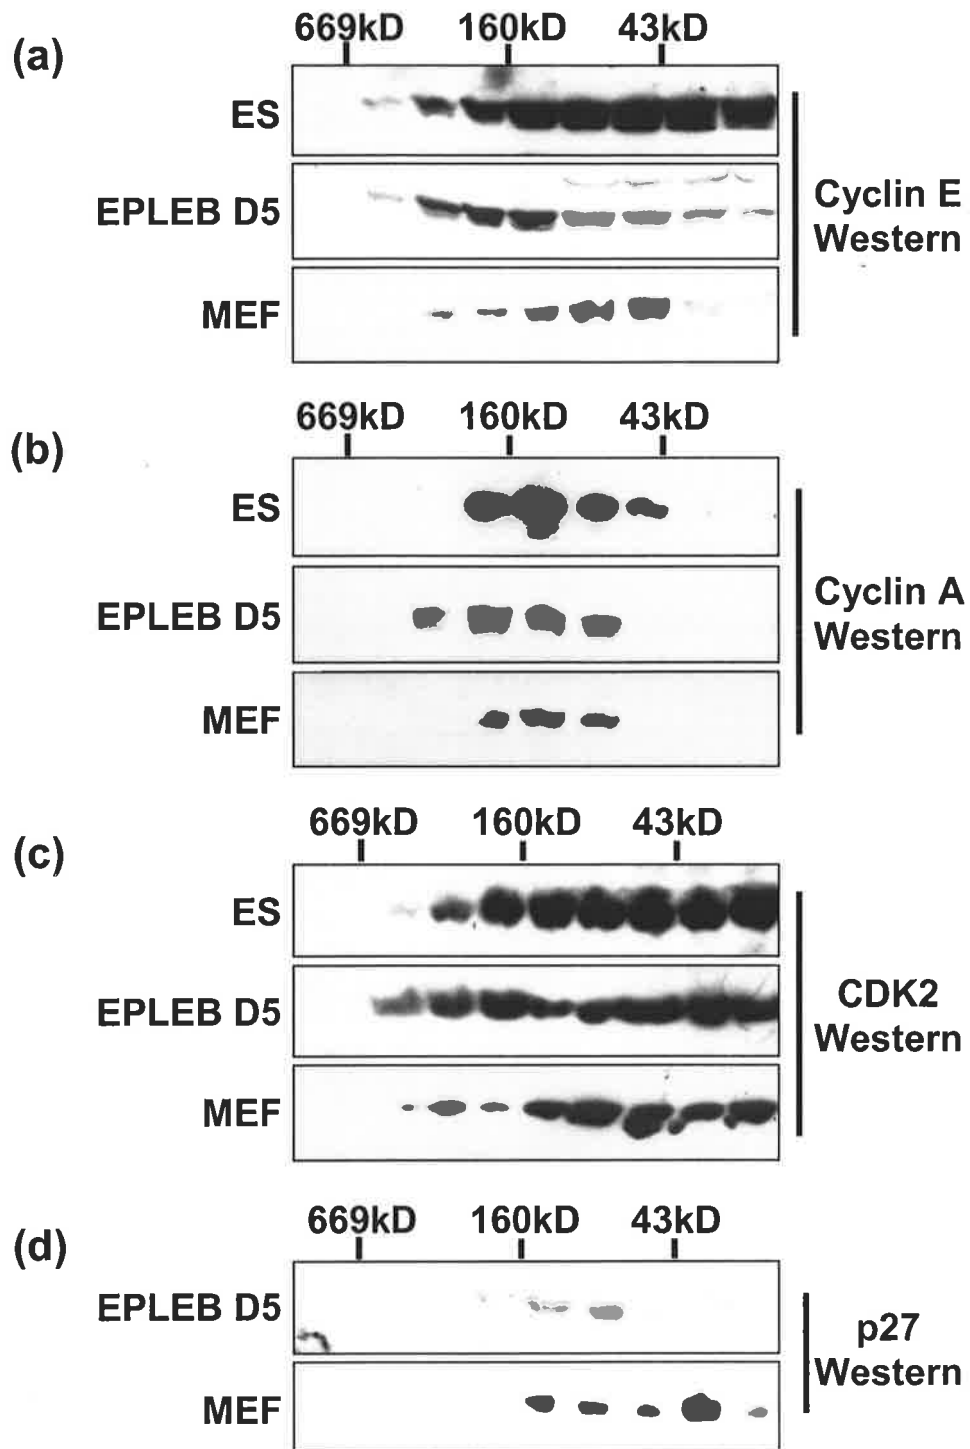 (a)
669kD 160kD 43kD
ES
EPLEB D5
MEF
Cyclin E
Western
(b)
669kD 160kD 43kD
ES
EPLEB D5
MEF
Cyclin A
Western
(c)
669kD 160kD 43kD
ES
EPLEB D5
MEF
CDK2
Western
(d)
669kD 160kD 43kD
EPLEB D5
MEF
p27
Western